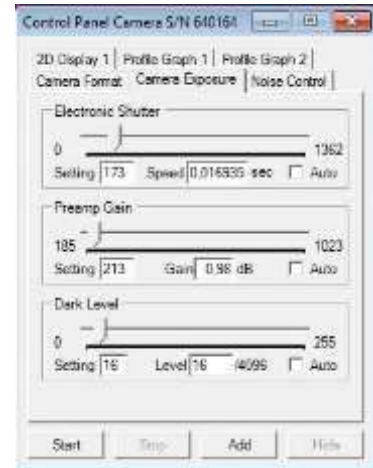 Control Panel Camera S/N 640164
2D Display 1 Profile Graph 1 Profile Graph 2
Camera Format Camera Exposure Noise Control
Electronic Shutter
0 1362
Setting 173 Speed 0.016835 sec Auto
Preamp Gain
185 1023
Setting 213 Gain 0.98 dB Auto
Dark Level
0 255
Setting 16 Level 16 /4096 Auto
Start Stop Add Hide